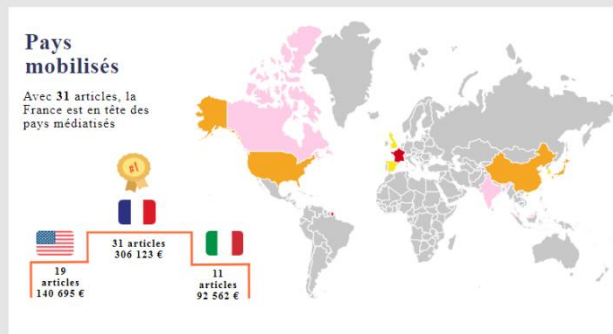 Pays
mobilisés
Avec 31 articles, la
France est en tête des
pays médiatisés
#1
31 articles
306 123 €
19
articles
140 695 €
11
articles
92 562 €